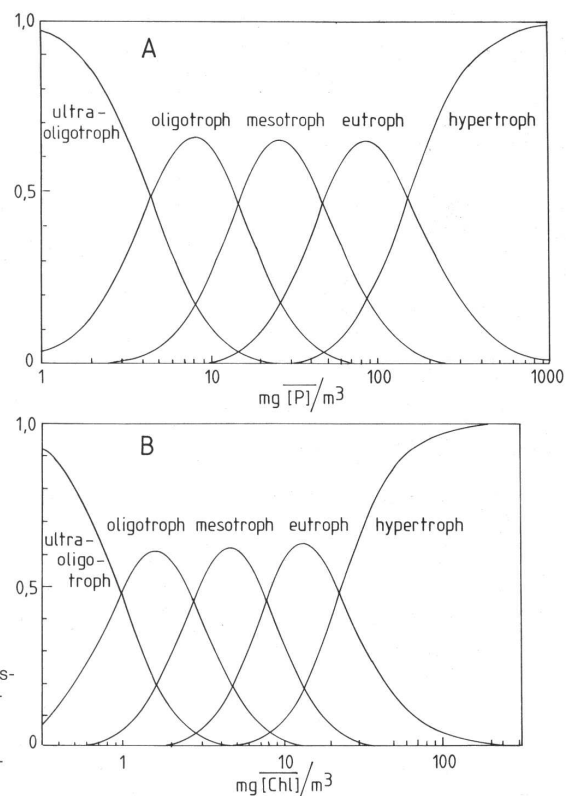 1,0
A
ultra-
oligotroph
oligotroph
mesotroph
eutroph
hypertroph
0,5
0
1
10
100
1000
mg [P]/m³
1,0
B
ultra-
oligo-
troph
oligotroph
mesotroph
eutroph
hypertroph
0,5
0
1
10
100
mg [Chl]/m³
s-
-
-